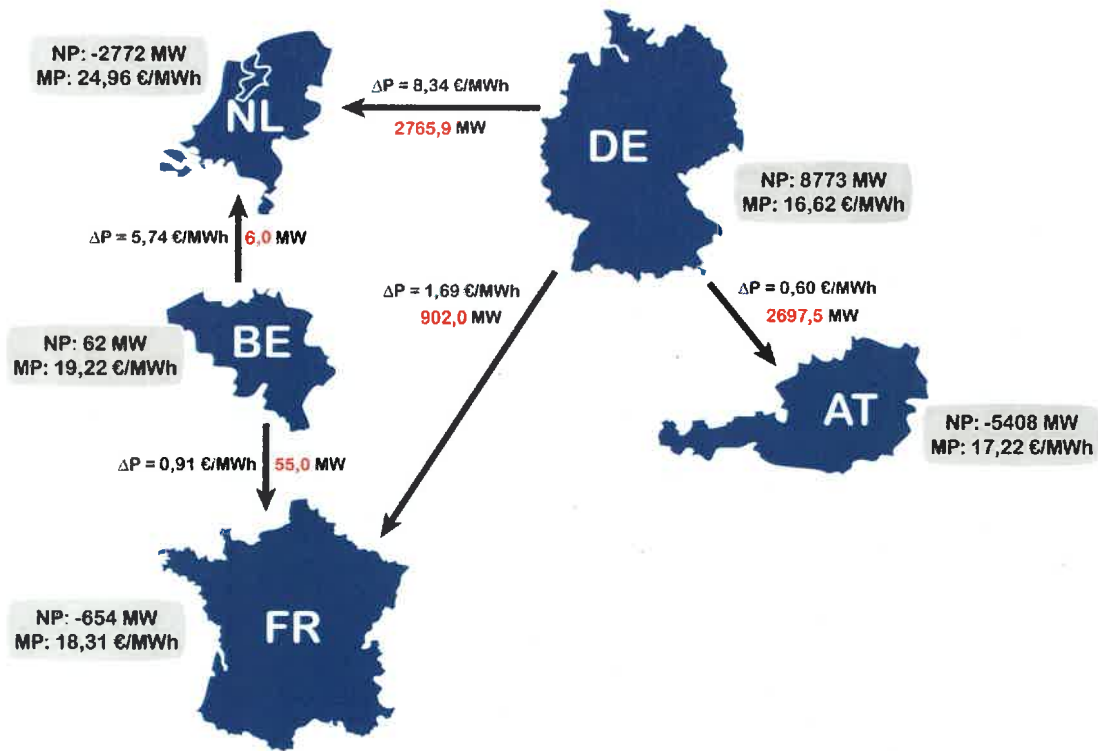 NP: -2772 MW
MP: 24,96 €/MWh
NL
ΔP = 8,34 €/MWh
2765,9 MW
DE
NP: 8773 MW
MP: 16,62 €/MWh
ΔP = 5,74 €/MWh
6,0 MW
ΔP = 1,69 €/MWh
902,0 MW
ΔP = 0,60 €/MWh
2697,5 MW
NP: 62 MW
MP: 19,22 €/MWh
BE
AT
NP: -5408 MW
MP: 17,22 €/MWh
ΔP = 0,91 €/MWh
55,0 MW
NP: -654 MW
MP: 18,31 €/MWh
FR